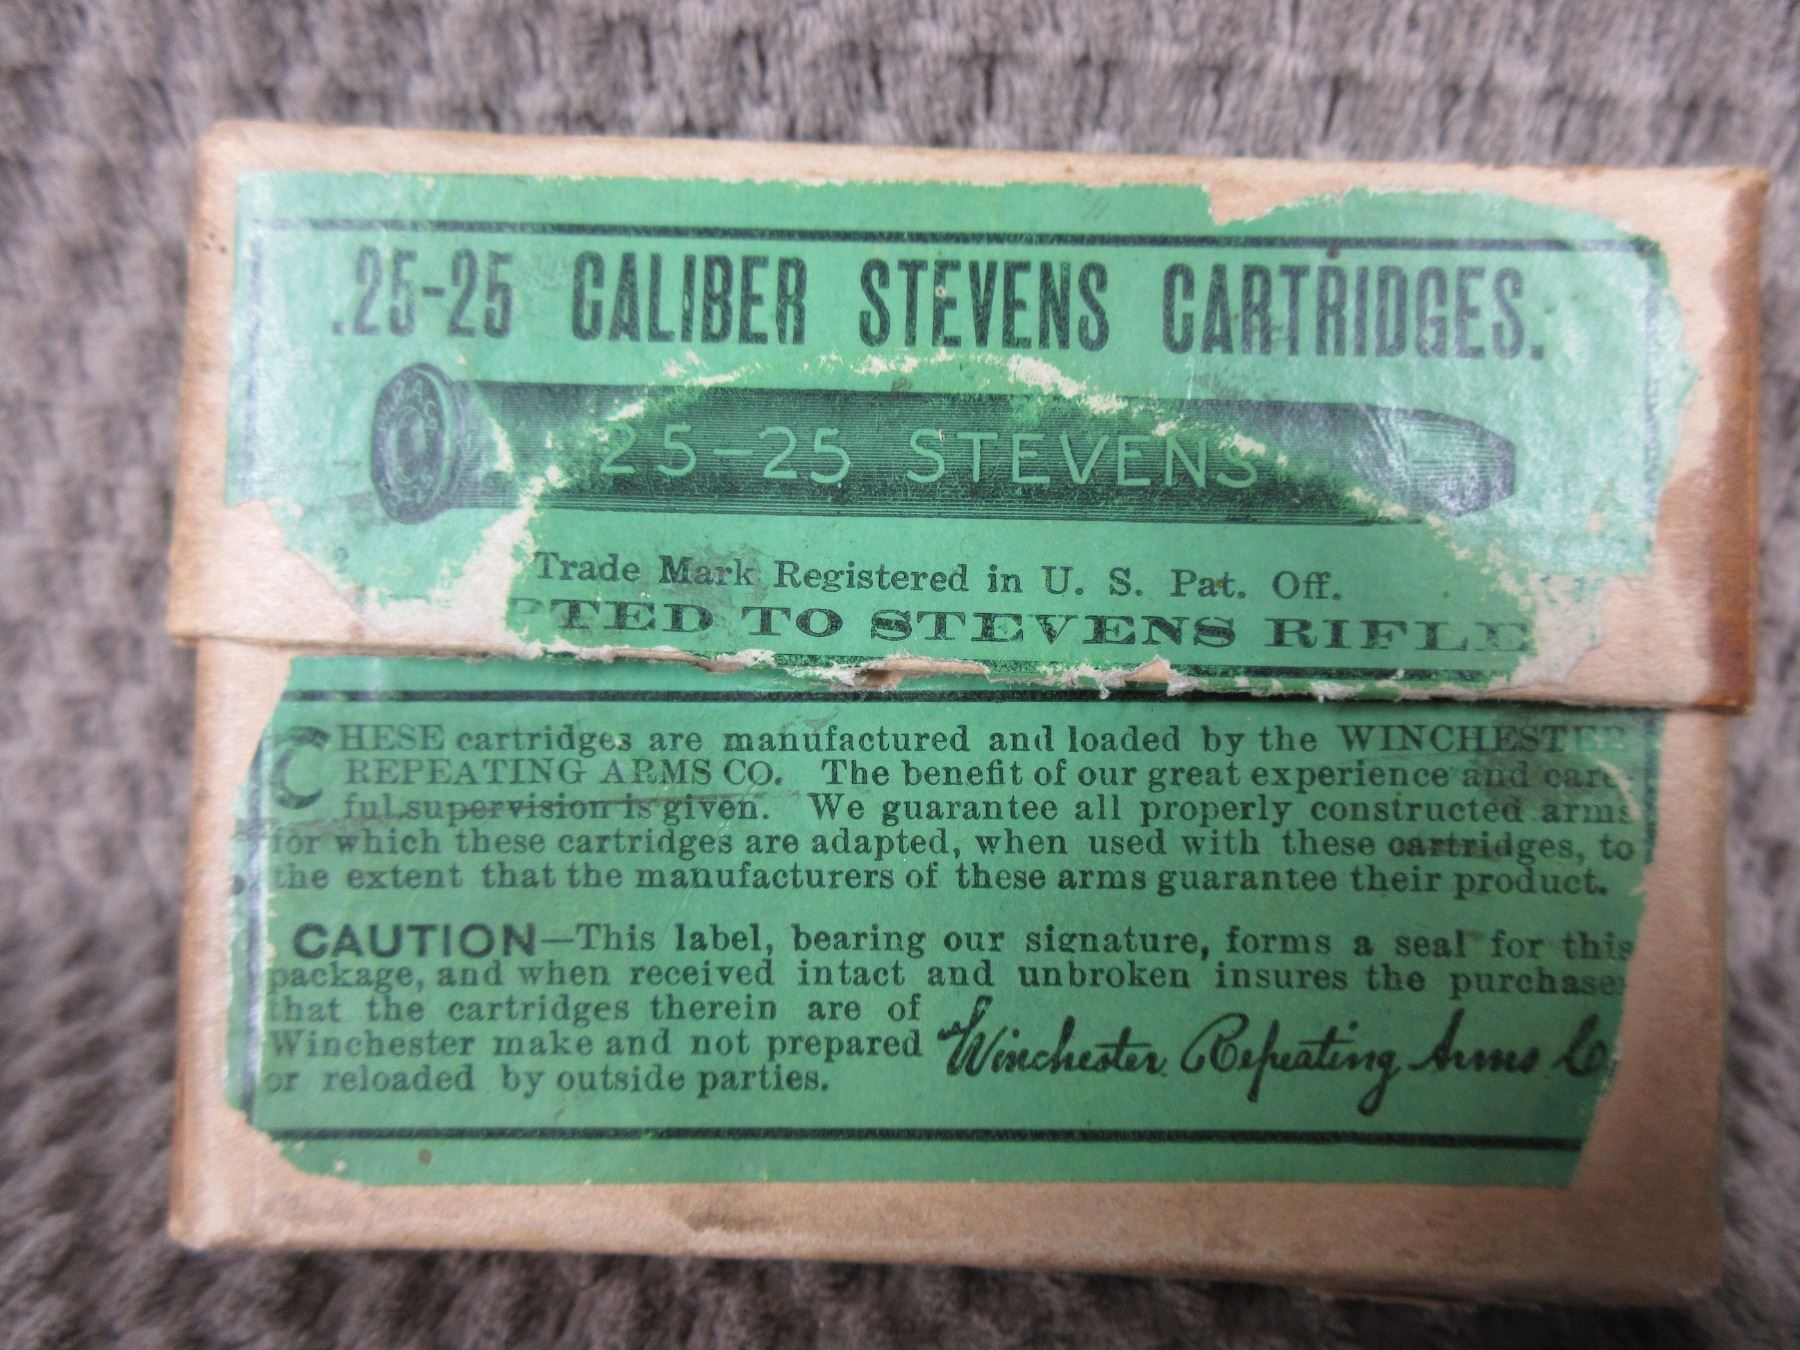 .25-25 CALIBER STEVENS CARTRIDGES.
25-25 STEVENS
Trade Mark Registered in U. S. Pat. Off.
TED TO STEVENS RIFLE
HESE cartridges are manufactured and loaded by the WINCHESTER
REPEATING ARMS CO. The benefit of our great experience and care-
ful supervision is given. We guarantee all properly constructed arms
for which these cartridges are adapted, when used with these cartridges, to
the extent that the manufacturers of these arms guarantee their product.
CAUTION—This label, bearing our signature, forms a seal for this
package, and when received intact and unbroken insures the purchaser
that the cartridges therein are of
Winchester make and not prepared
or reloaded by outside parties.
Winchester Repeating Arms Co